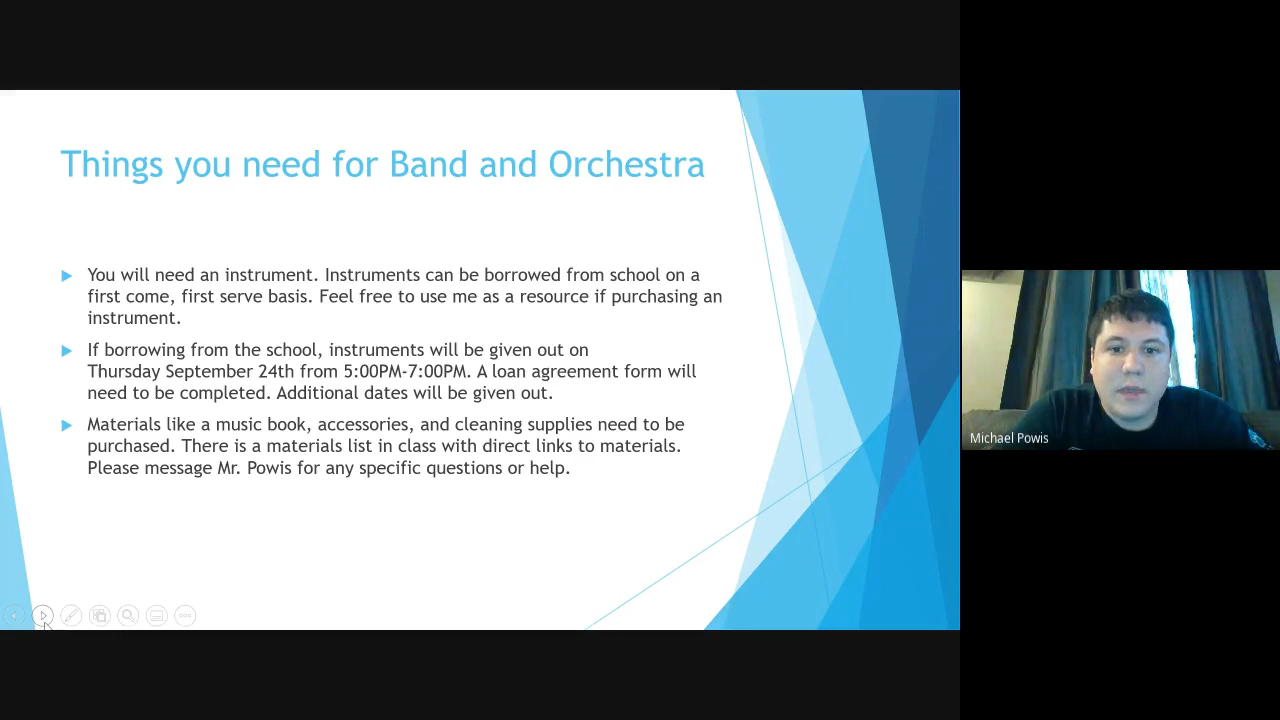 Things you need for Band and Orchestra
You will need an instrument. Instruments can be borrowed from school on a
first come, first serve basis. Feel free to use me as a resource if purchasing an
instrument.
If borrowing from the school, instruments will be given out on
Thursday September 24th from 5:00PM-7:00PM. A loan agreement form will
need to be completed. Additional dates will be given out.
Materials like a music book, accessories, and cleaning supplies need to be
purchased. There is a materials list in class with direct links to materials.
Please message Mr. Powis for any specific questions or help.
Michael Powis